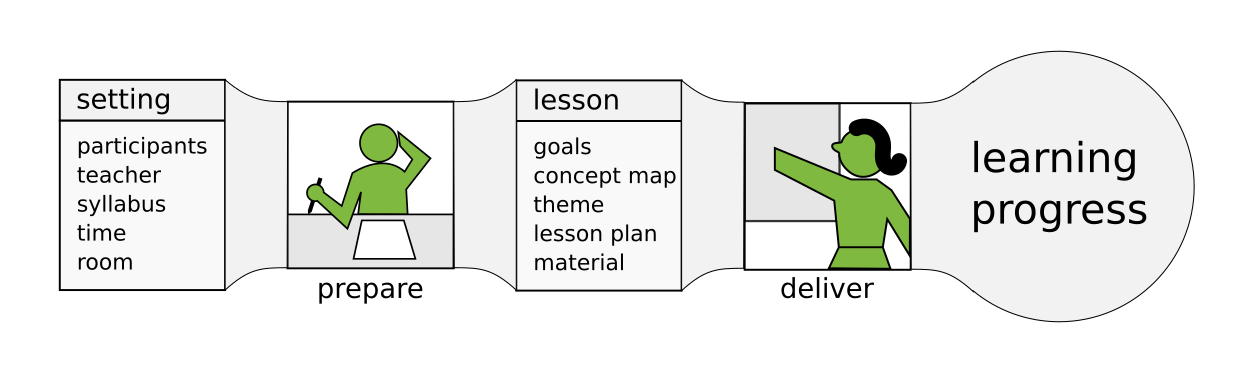 setting
participants
teacher
syllabus
time
room
prepare
lesson
goals
concept map
theme
lesson plan
material
deliver
learning
progress